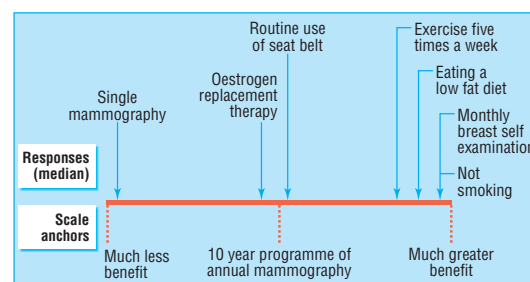 Routine use
of seat belt
Exercise five
times a week
Oestrogen
replacement
therapy
Eating a
low fat diet
Single
mammography
Monthly
breast self
examination
Not
smoking
Responses
(median)
Scale
anchors
Much less
benefit
10 year programme of
annual mammography
Much greater
benefit